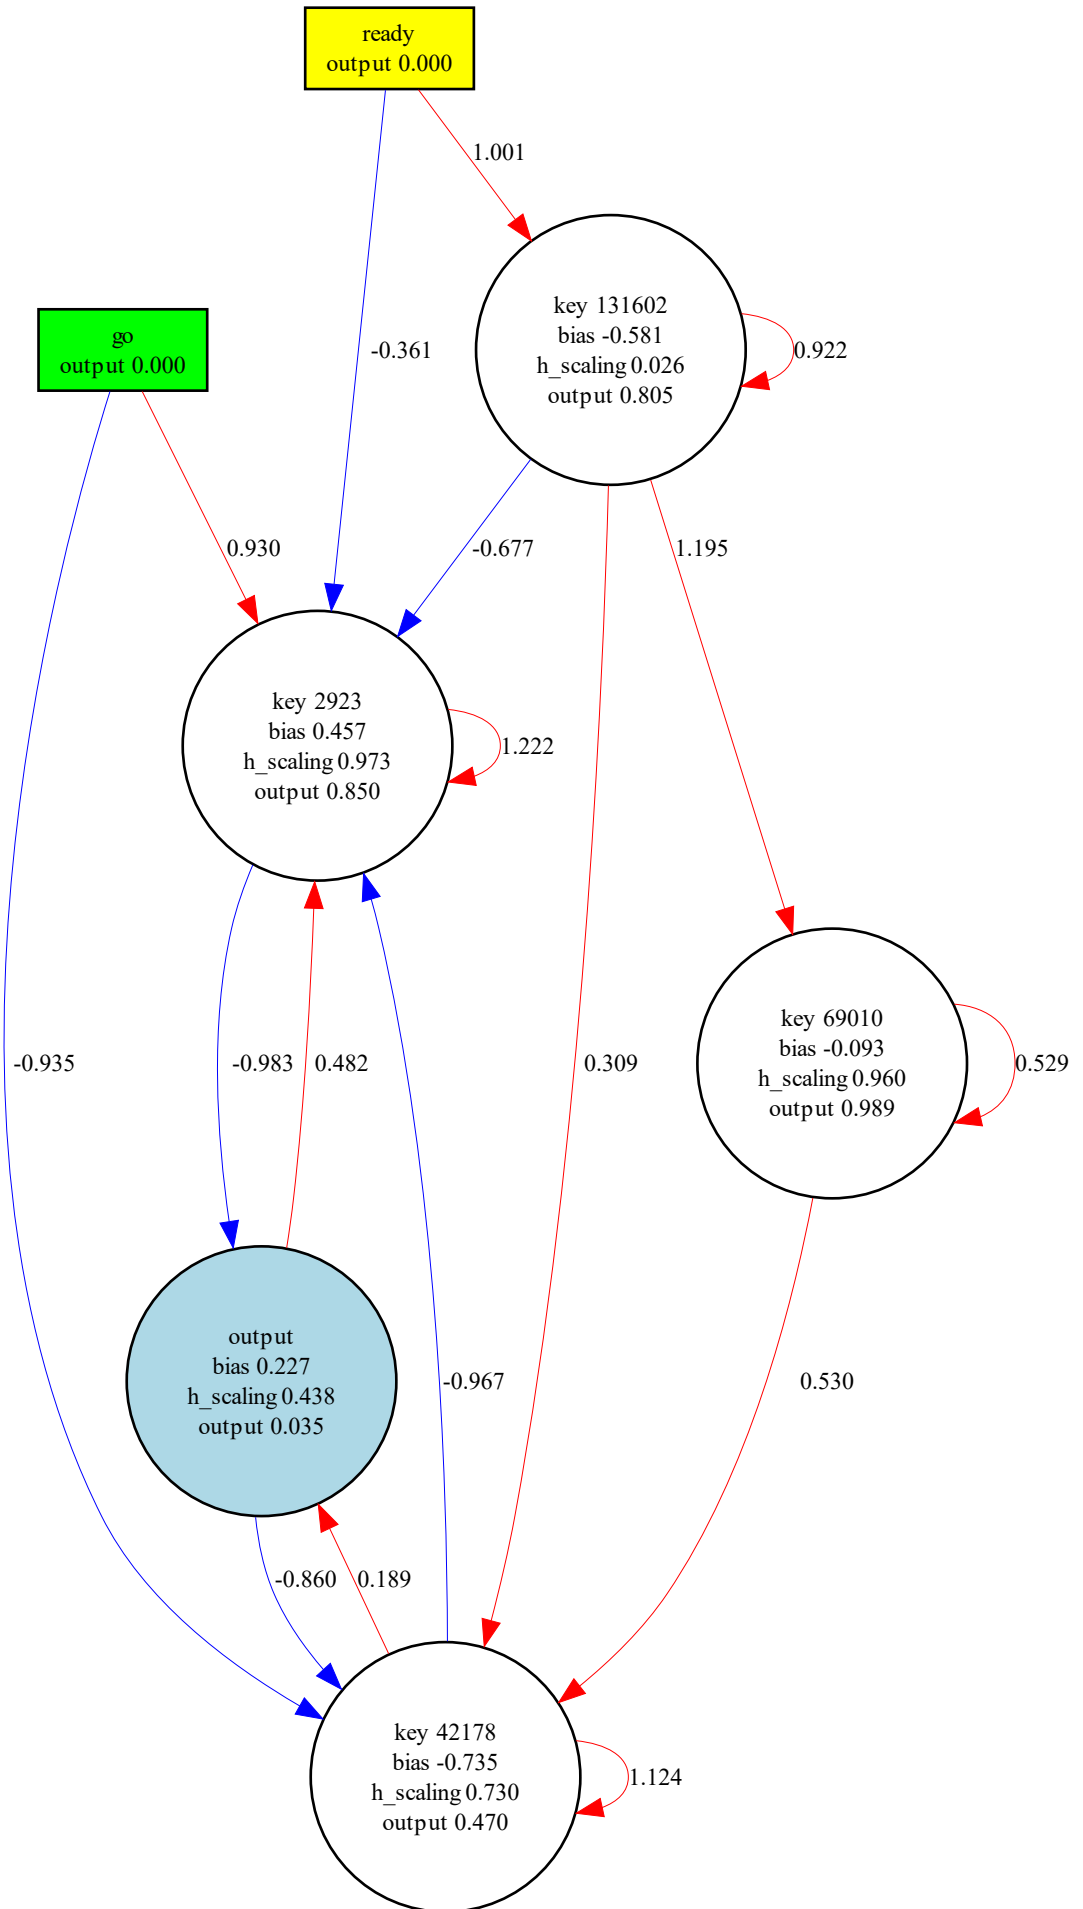 ready
output 0.000
1.001
key 131602
bias -0.581
h_scaling 0.026
output 0.805
0.922
go
output 0.000
-0.361
0.930
-0.677
1.195
key 2923
bias 0.457
h_scaling 0.973
output 0.850
1.222
key 69010
bias -0.093
h_scaling 0.960
output 0.989
0.529
-0.935
-0.983
0.482
0.309
output
bias 0.227
h_scaling 0.438
output 0.035
-0.967
0.530
-0.860
0.189
key 42178
bias -0.735
h_scaling 0.730
output 0.470
1.124